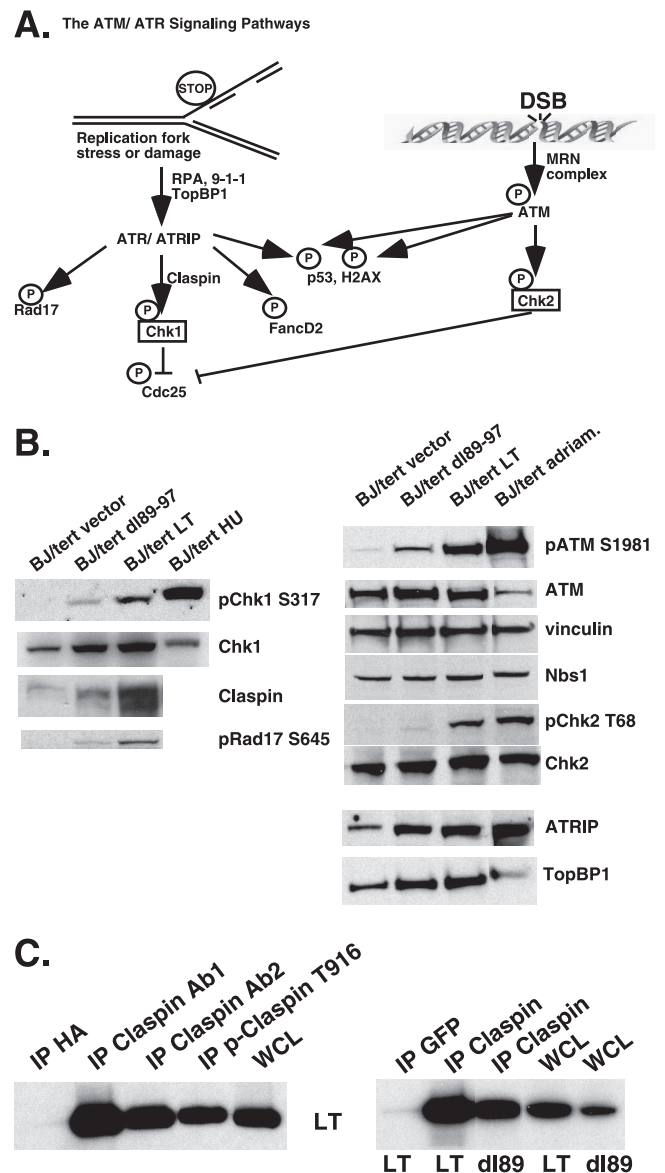 A. The ATM/ ATR Signaling Pathways
STOP
Replication fork
stress or damage
RPA, 9-1-1
TopBP1
ATR/ ATRIP
Claspin
P
Rad17
P
Chk1
P
Cdc25
P
FancD2
P
P
p53, H2AX
DSB
MRN
complex
P
ATM
P
Chk2
B.
BJ/tert vector
BJ/tert dl89-97
BJ/tert LT
BJ/tert HU
pChk1 S317
Chk1
Claspin
pRad17 S645
BJ/tert vector
BJ/tert dl89-97
BJ/tert LT
BJ/tert adriam.
pATM S1981
ATM
vinculin
Nbs1
pChk2 T68
Chk2
ATRIP
TopBP1
C.
IP HA
IP Claspin Ab1
IP Claspin Ab2
IP p-Claspin T916
WCL
LT
IP GFP
IP Claspin
IP Claspin
WCL
WCL
LT LT dl89 LT dl89